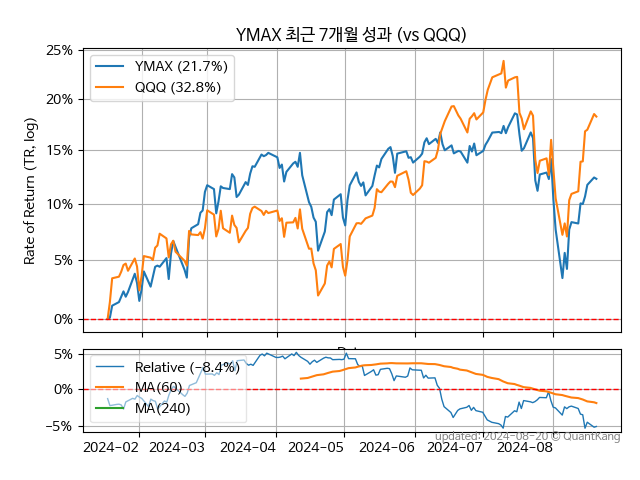 YMAX 최근 7개월 성과 (vs QQQ)
25%
20%
15%
10%
5%
0%
Rate of Return (TR, log)
YMAX (21.7%)
QQQ (32.8%)
5%
0%
−5%
Relative (−8.4%)
MA(60)
MA(240)
2024−02 2024−03 2024−04 2024−05 2024−06 2024−07 2024−08
updated: 2024−08−20 © QuantKang